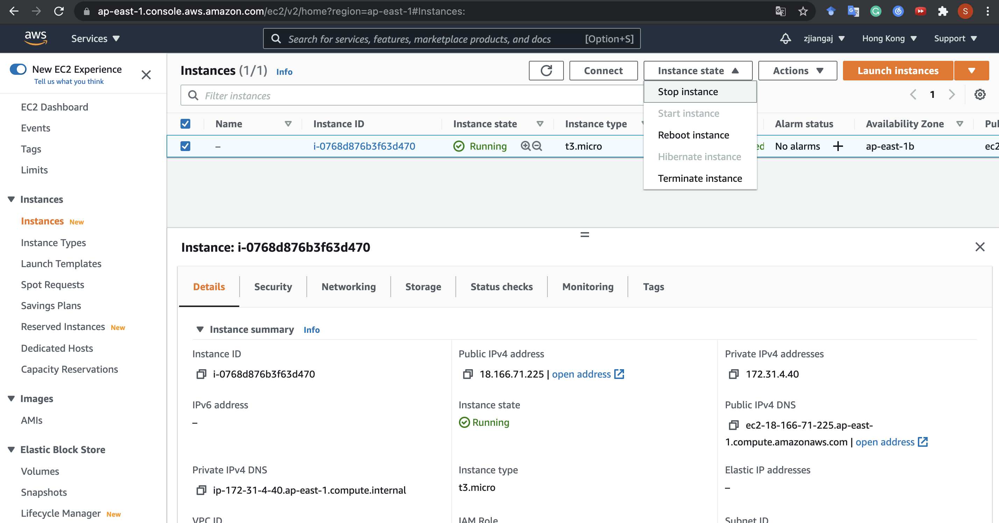 ap-east-1.console.aws.amazon.com/ec2/v2/home?region=ap-east-1#Instances:
S
aws
Services
Search for services, features, marketplace products, and docs
[Option+S]
zjiangaj
Hong Kong
Support
New EC2 Experience
Tell us what you think
EC2 Dashboard
Events
Tags
Limits
Instances
Instances New
Instance Types
Launch Templates
Spot Requests
Savings Plans
Reserved Instances New
Dedicated Hosts
Capacity Reservations
Images
AMIs
Elastic Block Store
Volumes
Snapshots
Lifecycle Manager New
Instances (1/1) Info
Connect
Instance state
Actions
Launch instances
Filter instances
1
Stop instance
Start instance
Reboot instance
Hibernate instance
Terminate instance
Name
Instance ID
Instance state
Instance type
Alarm status
Availability Zone
Pul
–
i-0768d876b3f63d470
Running
t3.micro
ed
No alarms
ap-east-1b
ec2
Instance: i-0768d876b3f63d470
Details
Security
Networking
Storage
Status checks
Monitoring
Tags
Instance summary Info
Instance ID
i-0768d876b3f63d470
Public IPv4 address
18.166.71.225 | open address
Private IPv4 addresses
172.31.4.40
IPv6 address
–
Instance state
Running
Public IPv4 DNS
ec2-18-166-71-225.ap-east-
1.compute.amazonaws.com | open address
Private IPv4 DNS
ip-172-31-4-40.ap-east-1.compute.internal
Instance type
t3.micro
Elastic IP addresses
–
VPC ID
IAM Role
Subnet ID